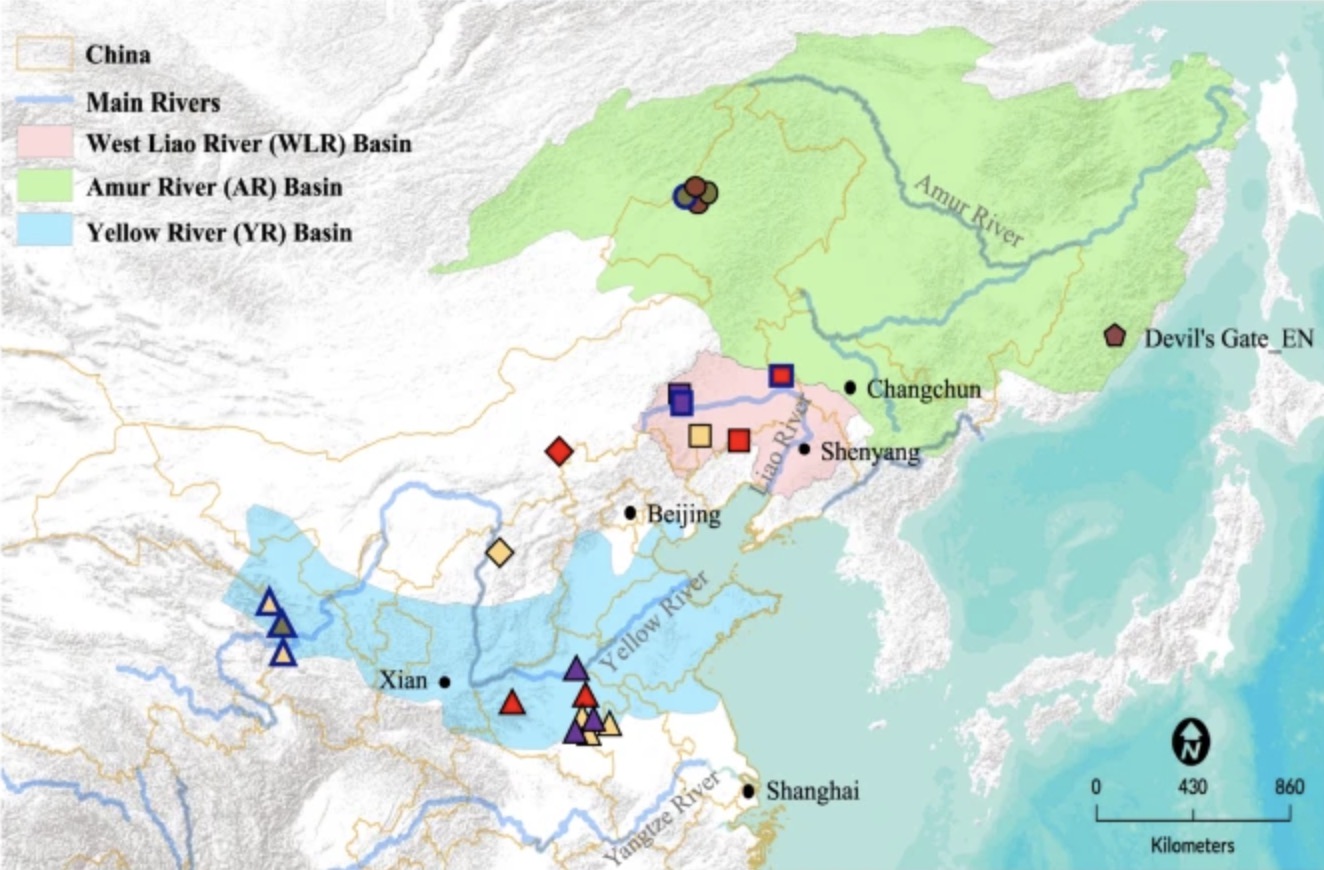 China
Main Rivers
West Liao River (WLR) Basin
Amur River (AR) Basin
Yellow River (YR) Basin
Amur River
Devil's Gate_EN
Changchun
Liao River
Shenyang
Beijing
Yellow River
Xian
Yangtze River
Shanghai
N
0 430 860
Kilometers